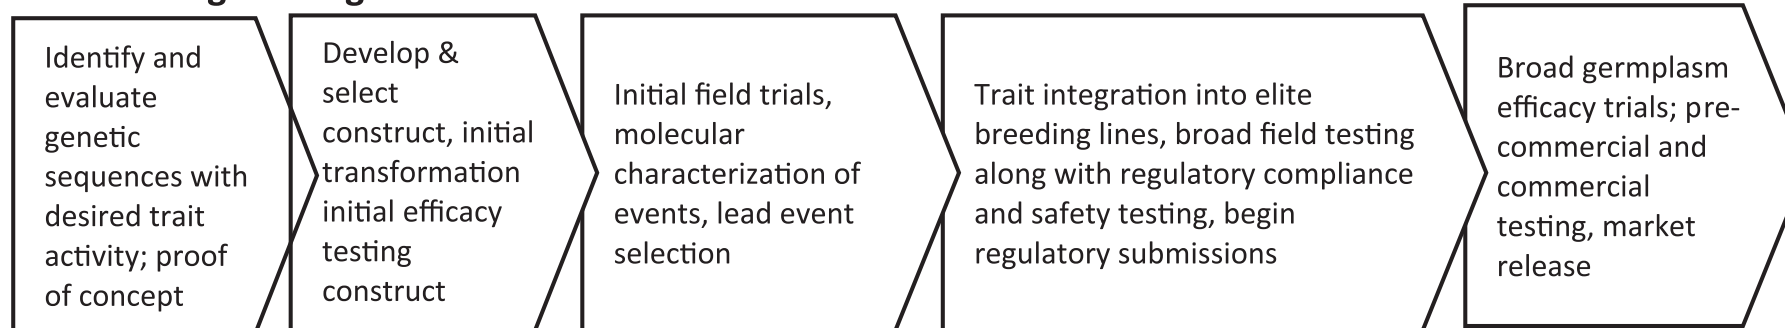 Identify and
evaluate
genetic
sequences with
desired trait
activity; proof
of concept
Develop &
select
construct, initial
transformation
initial efficacy
testing
construct
Initial field trials,
molecular
characterization of
events, lead event
selection
Trait integration into elite
breeding lines, broad field testing
along with regulatory compliance
and safety testing, begin
regulatory submissions
Broad germplasm
efficacy trials; pre-
commercial and
commercial
testing, market
release